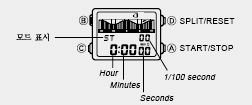 B
D SPLIT/RESET
모드 표시
ST 00
C
0:00 00
A START/STOP
Hour
Minutes
1/100 second
Seconds